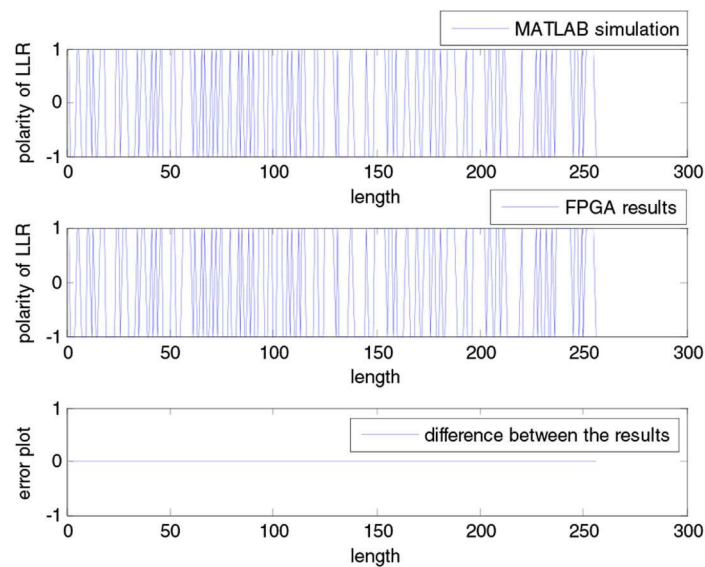 MATLAB simulation
polarity of LLR
1
0
-1
0 50 100 150 200 250 300
length
FPGA results
polarity of LLR
1
0
-1
0 50 100 150 200 250 300
length
difference between the results
error plot
1
0
-1
0 50 100 150 200 250 300
length